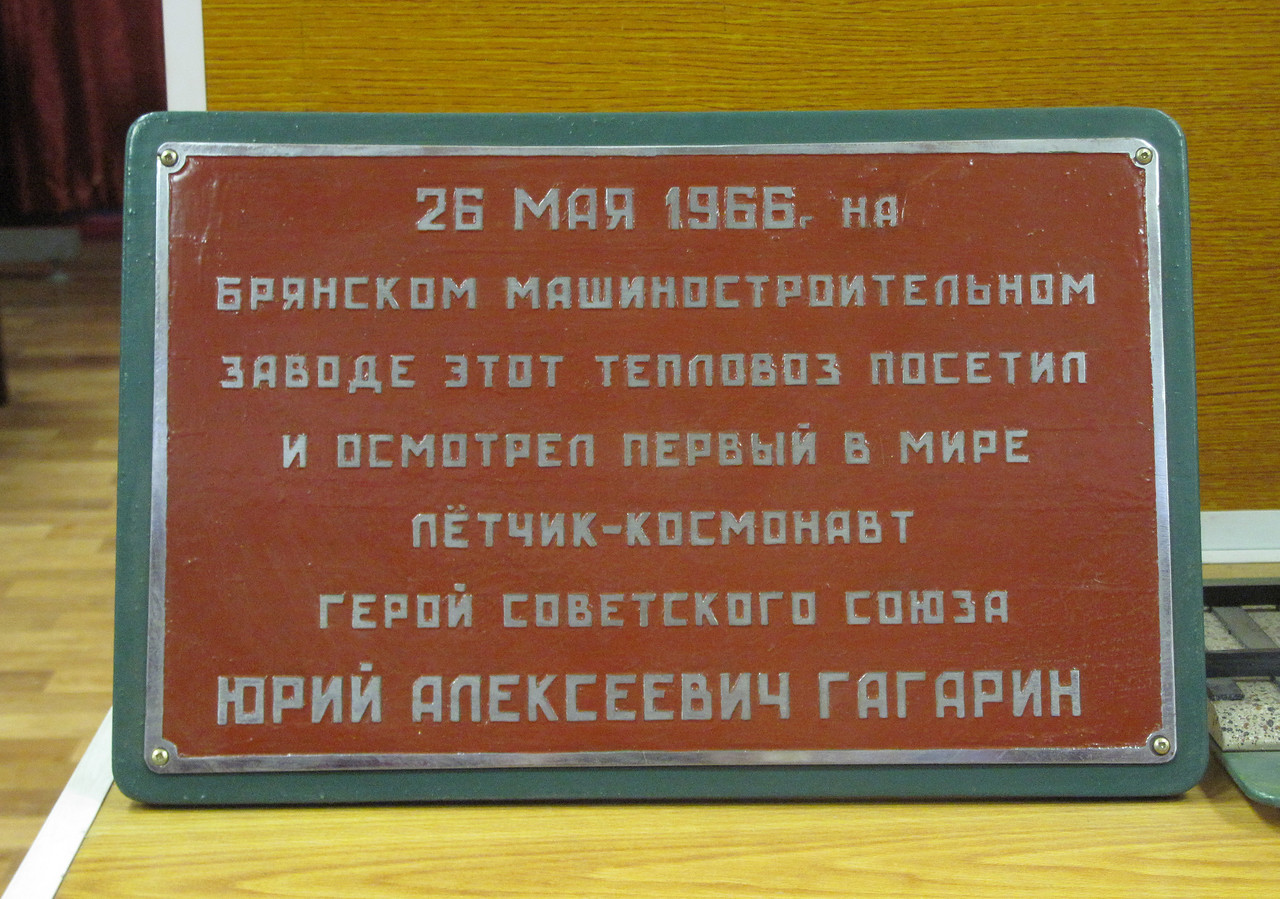 26 МАЯ 1966г НА
БРЯНСКОМ МАШИНОСТРОИТЕЛЬНОМ
ЗАВОДЕ ЭТОТ ТЕПЛОВОЗ ПОСЕТИЛ
И ОСМОТРЕЛ ПЕРВЫЙ В МИРЕ
ЛЁТЧИК-КОСМОНАВТ
ГЕРОЙ СОВЕТСКОГО СОЮЗА
ЮРИЙ АЛЕКСЕЕВИЧ ГАГАРИН